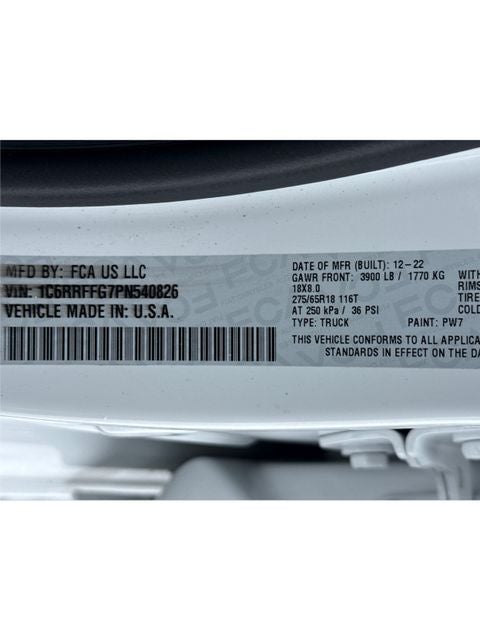 MFD BY: FCA US LLC
VIN: 1C6RRFFG7PN540826
VEHICLE MADE IN: U.S.A.
DATE OF MFR (BUILT): 12-22
GAWR FRONT: 3900 LB / 1770 KG
18X8.0
275/65R18 116T
AT 250 kPa / 36 PSI
TYPE: TRUCK PAINT: PW7
THIS VEHICLE CONFORMS TO ALL APPLICA
STANDARDS IN EFFECT ON THE DA
WITH
RIMS
TIRE
COLD